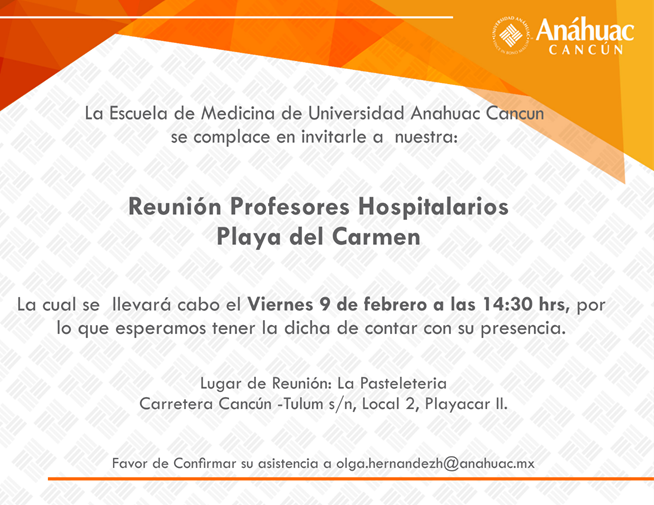 Anáhuac
CANCÚN
La Escuela de Medicina de Universidad Anahuac Cancun
se complace en invitarle a nuestra:
Reunión Profesores Hospitalarios
Playa del Carmen
La cual se llevará cabo el Viernes 9 de febrero a las 14:30 hrs, por
lo que esperamos tener la dicha de contar con su presencia.
Lugar de Reunión: La Pasteleteria
Carretera Cancún -Tulum s/n, Local 2, Playacar II.
Favor de Confirmar su asistencia a olga.hernandezh@anahuac.mx